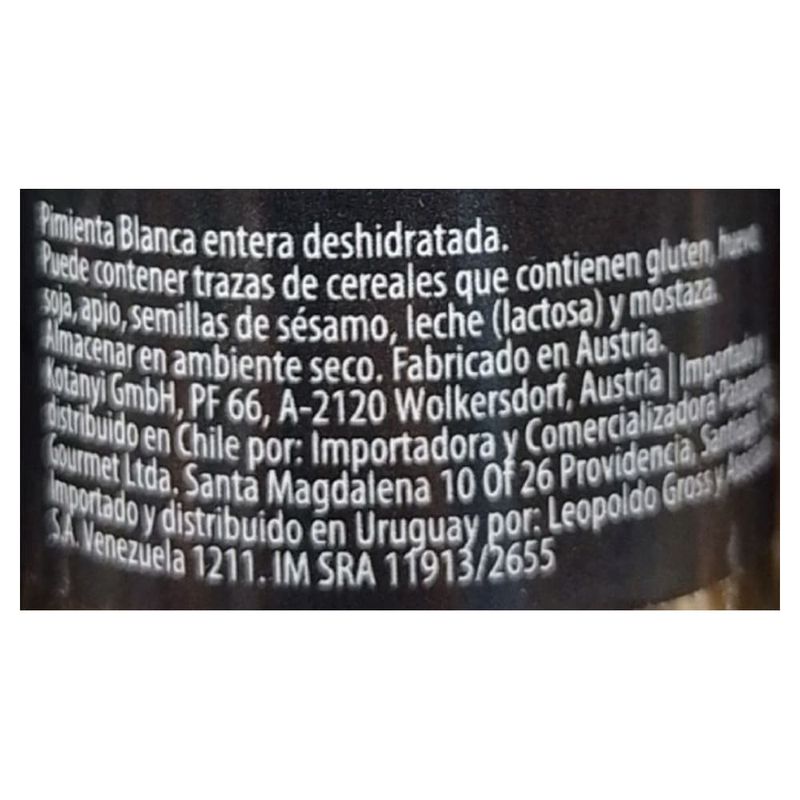 Pimienta Blanca entera deshidratada.
Puede contener trazas de cereales que contienen gluten, huevo,
soja, apio, semillas de sésamo, leche (lactosa) y mostaza.
Almacenar en ambiente seco. Fabricado en Austria.
Kotányi GmbH, PF 66, A-2120 Wolkersdorf, Austria | Importado y
distribuido en Chile por: Importadora y Comercializadora
Gourmet Ltda. Santa Magdalena 10 Of 26 Providencia, Santiago,
Importado y distribuido en Uruguay por: Leopoldo Gross y
S.A. Venezuela 1211. IM SRA 11913/2655